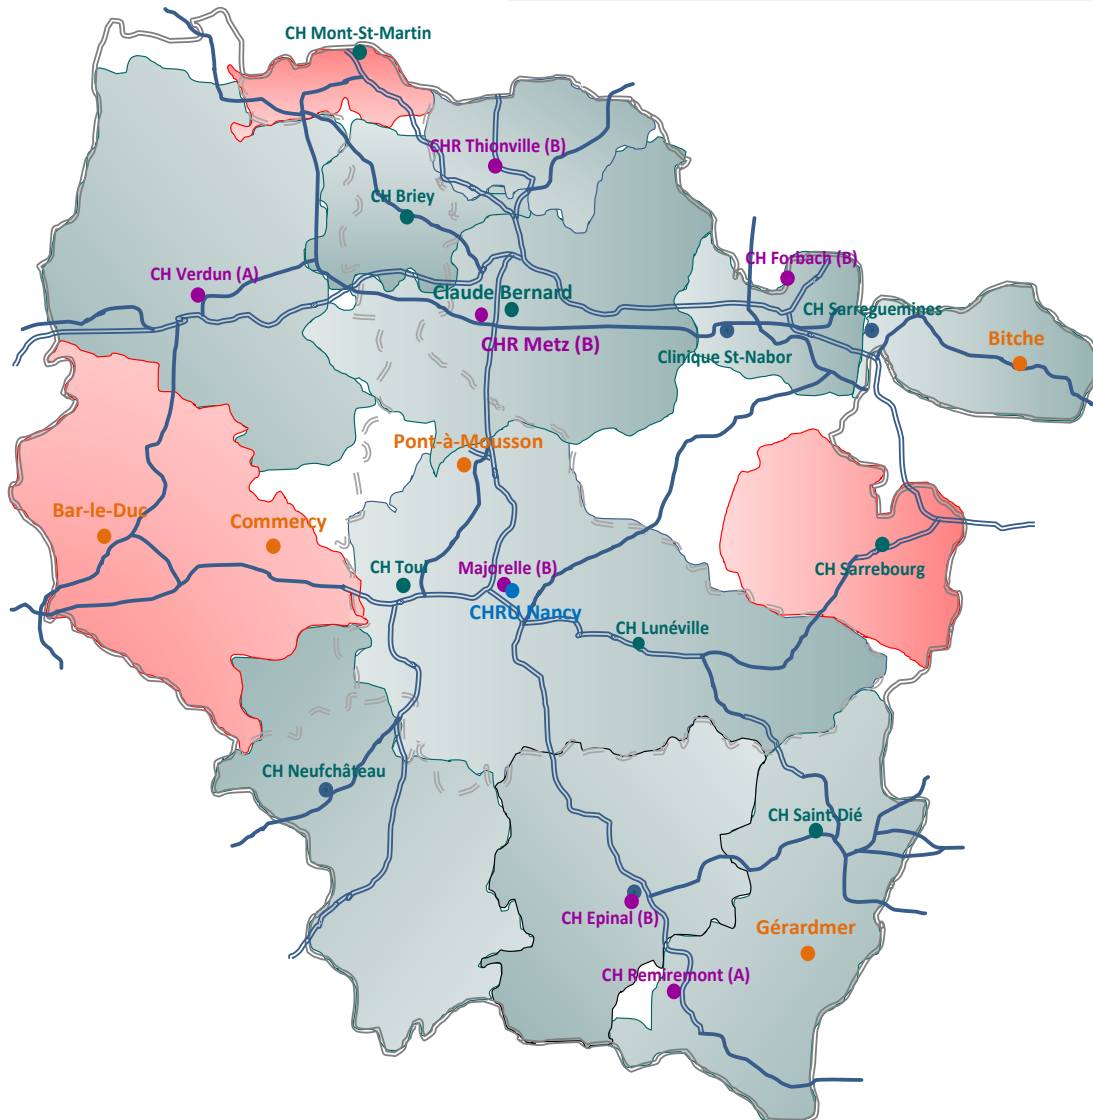 CH Mont-St-Martin
CHR Thionville (B)
CH Briey
CH Verdun (A)
CH Forbach (B)
Claude Bernard
CHR Metz (B)
CH Sarreguemines
Clinique St-Nabor
Bitche
Pont-à-Mousson
Bar-le-Duc
Commercy
CH Toul
Majorelle (B)
CHRU Nancy
CH Sarrebourg
CH Lunéville
CH Neufchâteau
CH Saint-Dié
CH Epinal (B)
Gérardmer
CH Remiremont (A)